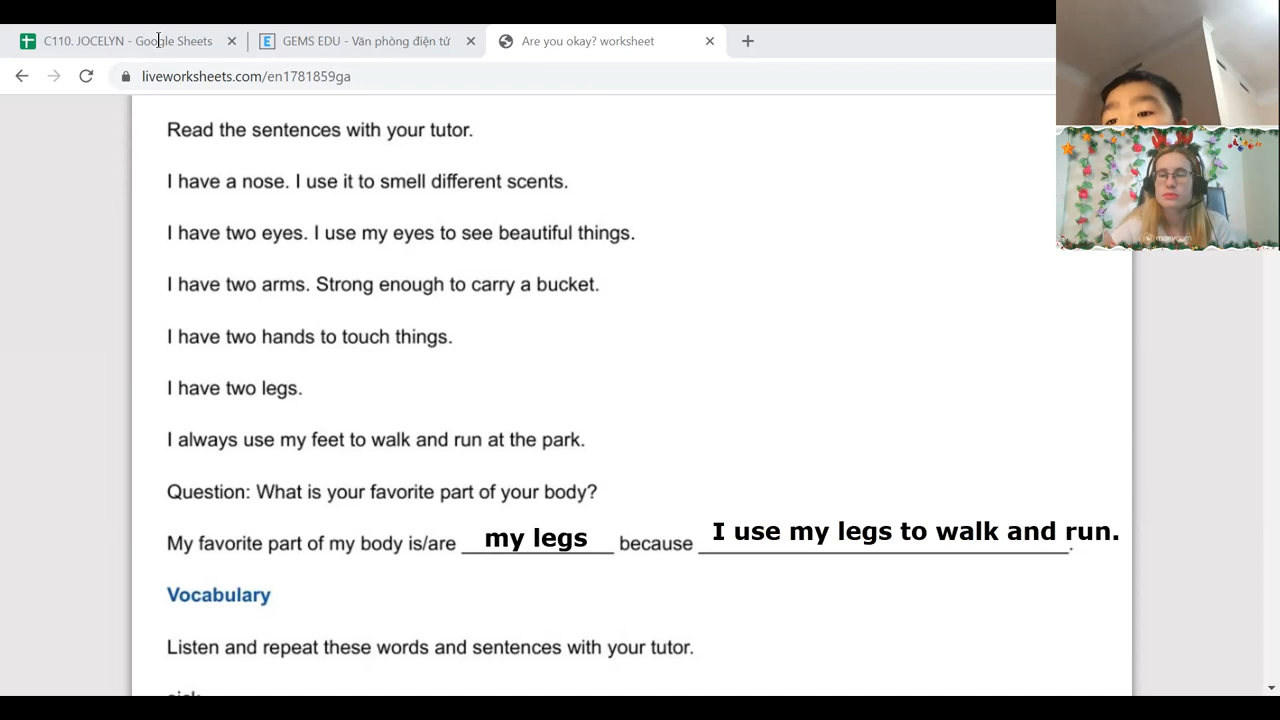 C110. JOCELYN - Google Sheets
GEMS EDU - Văn phòng điện tử
Are you okay? worksheet
liveworksheets.com/en1781859ga
Read the sentences with your tutor.
I have a nose. I use it to smell different scents.
I have two eyes. I use my eyes to see beautiful things.
I have two arms. Strong enough to carry a bucket.
I have two hands to touch things.
I have two legs.
I always use my feet to walk and run at the park.
Question: What is your favorite part of your body?
My favorite part of my body is/are my legs because I use my legs to walk and run.
Vocabulary
Listen and repeat these words and sentences with your tutor.
sick